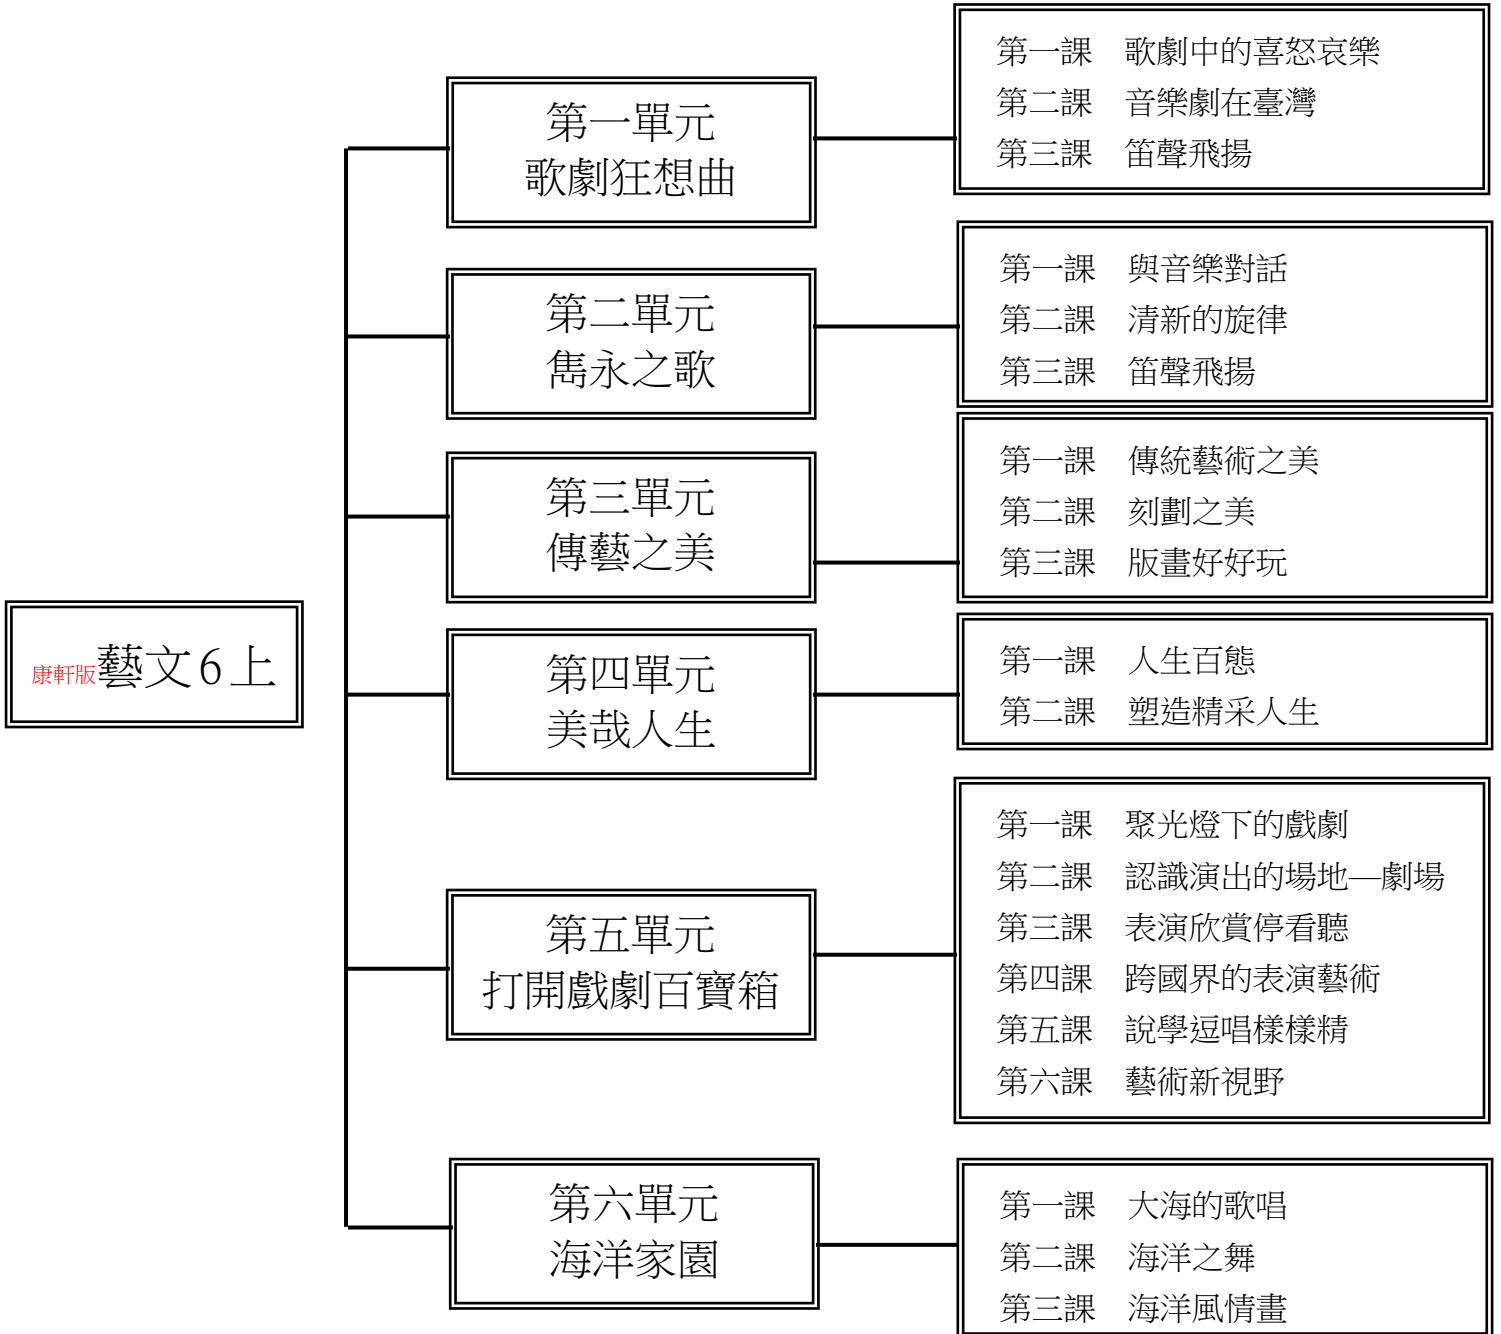 康軒版藝文6上
第一單元
歌劇狂想曲
第一課　歌劇中的喜怒哀樂
第二課　音樂劇在臺灣
第三課　笛聲飛揚
第二單元
雋永之歌
第一課　與音樂對話
第二課　清新的旋律
第三課　笛聲飛揚
第三單元
傳藝之美
第一課　傳統藝術之美
第二課　刻劃之美
第三課　版畫好好玩
第四單元
美哉人生
第一課　人生百態
第二課　塑造精采人生
第五單元
打開戲劇百寶箱
第一課　聚光燈下的戲劇
第二課　認識演出的場地—劇場
第三課　表演欣賞停看聽
第四課　跨國界的表演藝術
第五課　說學逗唱樣樣精
第六課　藝術新視野
第六單元
海洋家園
第一課　大海的歌唱
第二課　海洋之舞
第三課　海洋風情畫